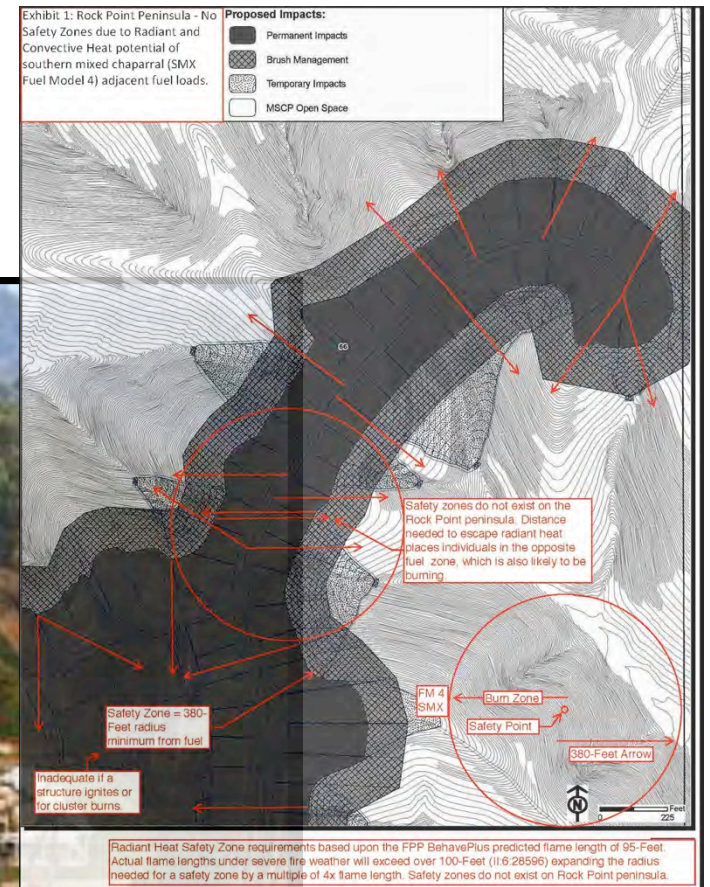 Exhibit 1: Rock Point Peninsula - No
Safety Zones due to Radiant and
Convective Heat potential of
southern mixed chaparral (SMX
Fuel Model 4) adjacent fuel loads.
Proposed Impacts:
Permanent Impacts
Brush Management
Temporary Impacts
MSCP Open Space
66
Safety zones do not exist on the
Rock Point peninsula. Distance
needed to escape radiant heat
places individuals in the opposite
fuel zone, which is also likely to be
burning
Safety Zone = 380-
Feet radius
minimum from fuel
Inadequate if a
structure ignites or
for cluster burns.
FM 4
SMX
Burn Zone
Safety Point
380-Feet Arrow
N
Feet
0 225
Radiant Heat Safety Zone requirements based upon the FPP BehavePlus predicted flame length of 95-Feet.
Actual flame lengths under severe fire weather will exceed over 100-Feet (II:6:28596) expanding the radius
needed for a safety zone by a multiple of 4x flame length. Safety zones do not exist on Rock Point peninsula.